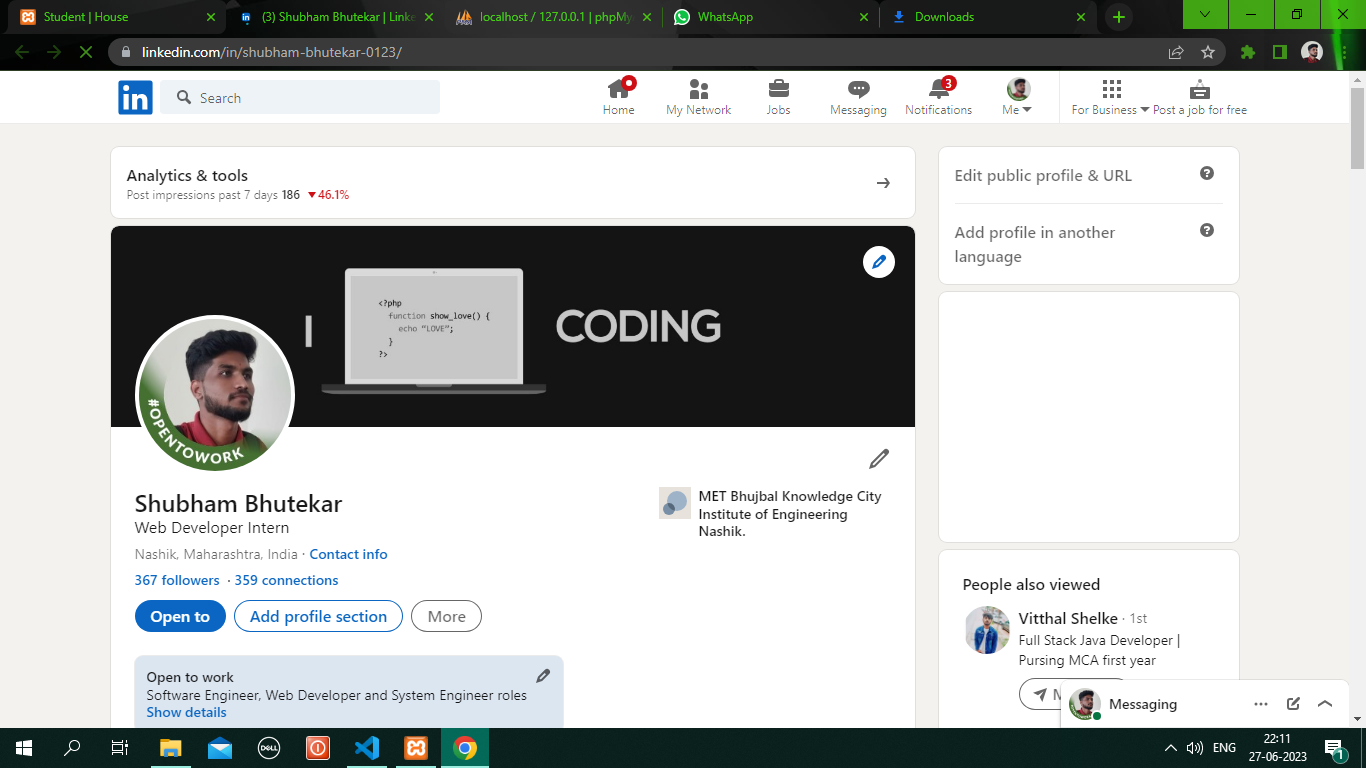 Student | House
(3) Shubham Bhutekar | Linke
localhost / 127.0.0.1 | phpMy
WhatsApp
Downloads
linkedin.com/in/shubham-bhutekar-0123/
in
Search
Home
My Network
Jobs
Messaging
3
Notifications
Me
For Business
Post a job for free
Analytics & tools
Post impressions past 7 days 186 46.1%
Edit public profile & URL
Add profile in another
language
I
<?php
function show_love() {
echo "LOVE";
}
?>
CODING
#OPENTOWORK
Shubham Bhutekar
Web Developer Intern
Nashik, Maharashtra, India · Contact info
367 followers · 359 connections
MET Bhujbal Knowledge City
Institute of Engineering
Nashik.
Open to
Add profile section
More
Open to work
Software Engineer, Web Developer and System Engineer roles
Show details
People also viewed
Vitthal Shelke · 1st
Full Stack Java Developer |
Pursing MCA first year
Messaging
DELL
ENG
22:11
27-06-2023
1